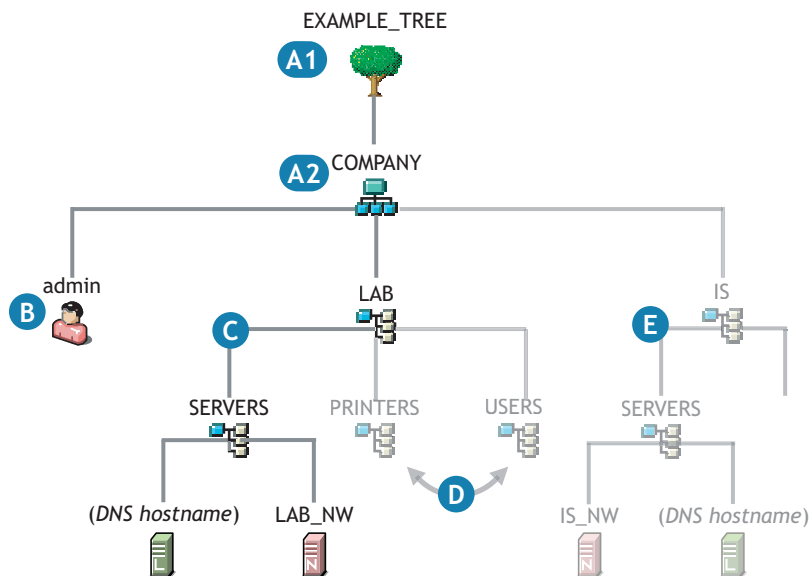 EXAMPLE_TREE
A1
A2
COMPANY
B
admin
LAB
IS
C
E
SERVERS
PRINTERS
USERS
SERVERS
D
(DNS hostname)
LAB_NW
IS_NW
(DNS hostname)
L
N
N
L